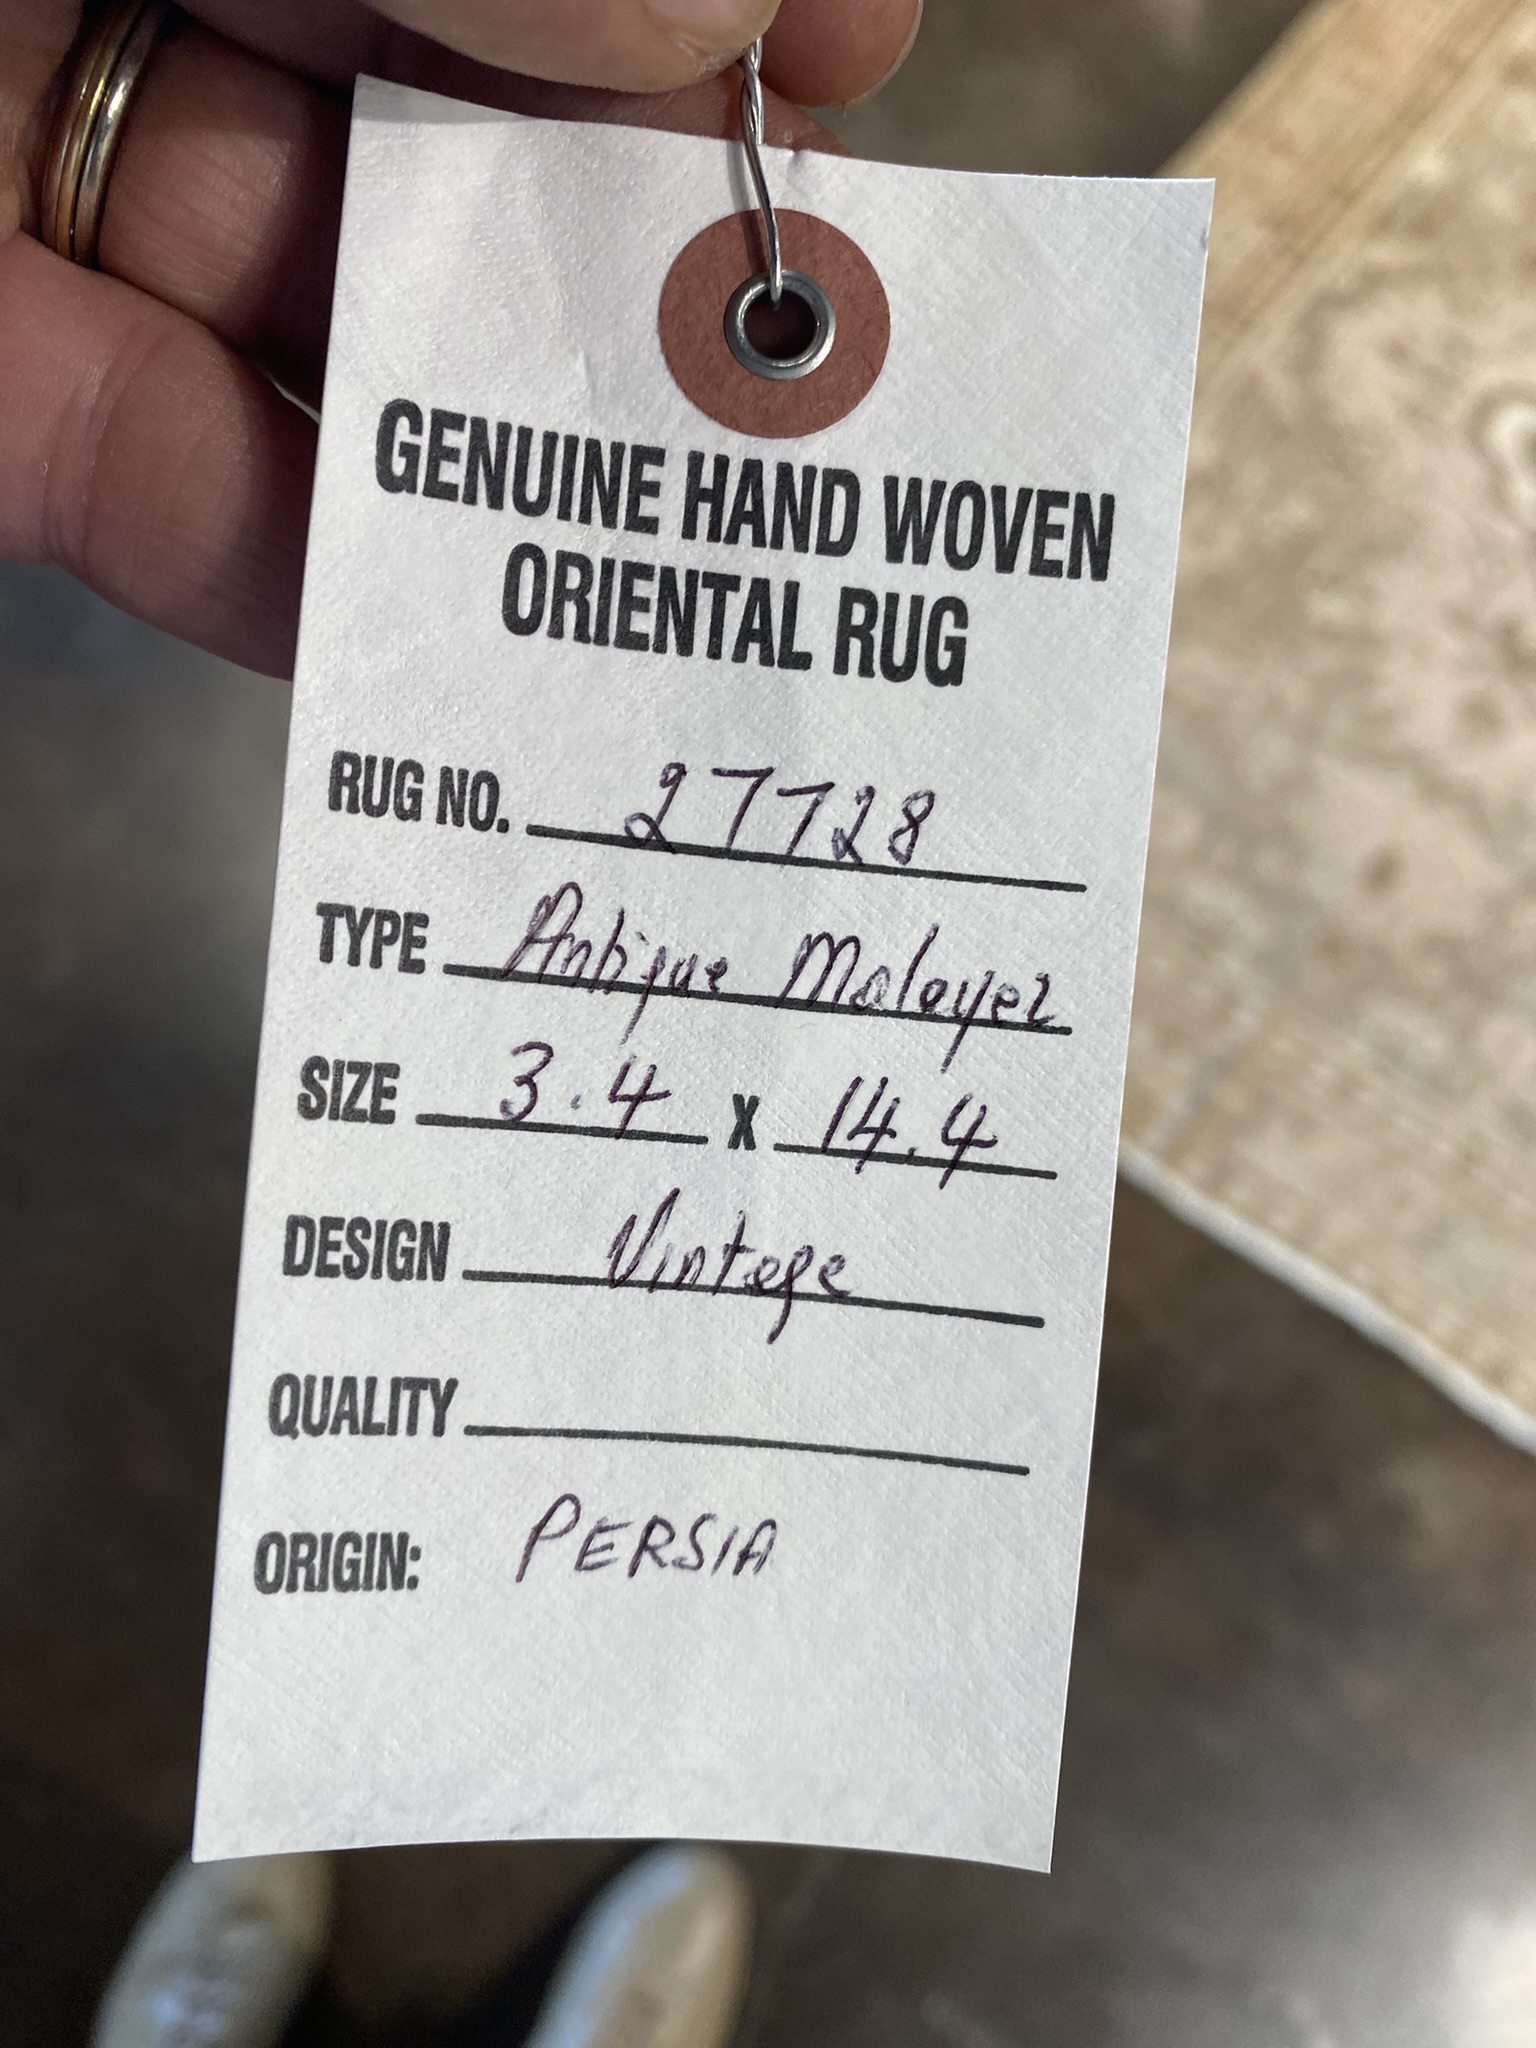 GENUINE HAND WOVEN
ORIENTAL RUG
RUG NO. 27728
TYPE Antique Malayer
SIZE 3.4 X 14.4
DESIGN Vintage
QUALITY
ORIGIN: PERSIA